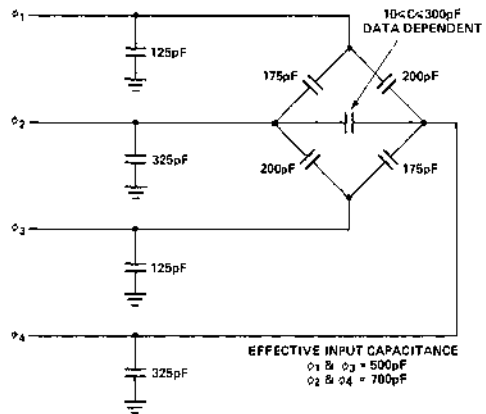 φ1
10<C<300pF
DATA DEPENDENT
125pF
175pF
200pF
φ2
325pF
200pF
175pF
φ3
125pF
φ4
325pF
EFFECTIVE INPUT CAPACITANCE
φ1 & φ3 = 500pF
φ2 & φ4 = 700pF